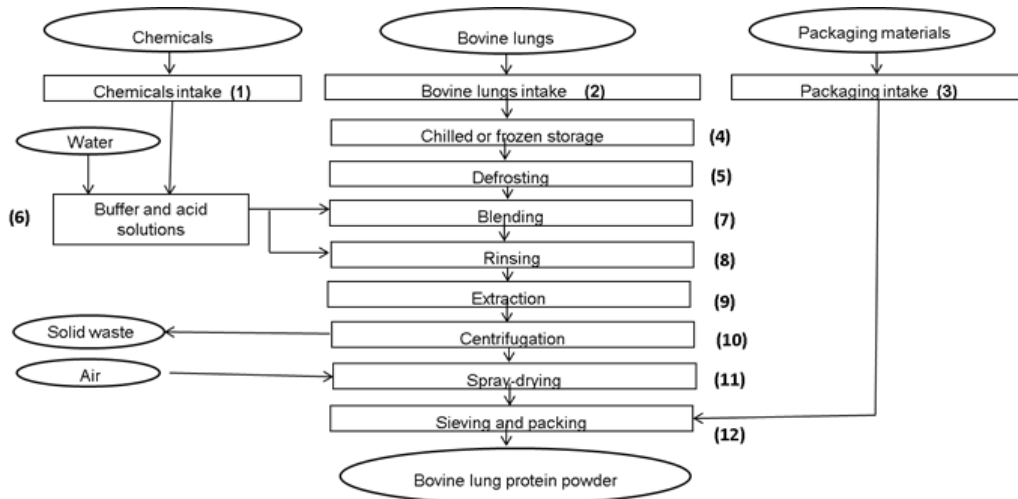 Chemicals
Bovine lungs
Packaging materials
Chemicals intake (1)
Bovine lungs intake (2)
Packaging intake (3)
Chilled or frozen storage
(4)
Water
Defrosting
(5)
(6)
Buffer and acid
solutions
Blending
(7)
Rinsing
(8)
Extraction
(9)
Solid waste
Centrifugation
(10)
Air
Spray-drying
(11)
Sieving and packing
(12)
Bovine lung protein powder